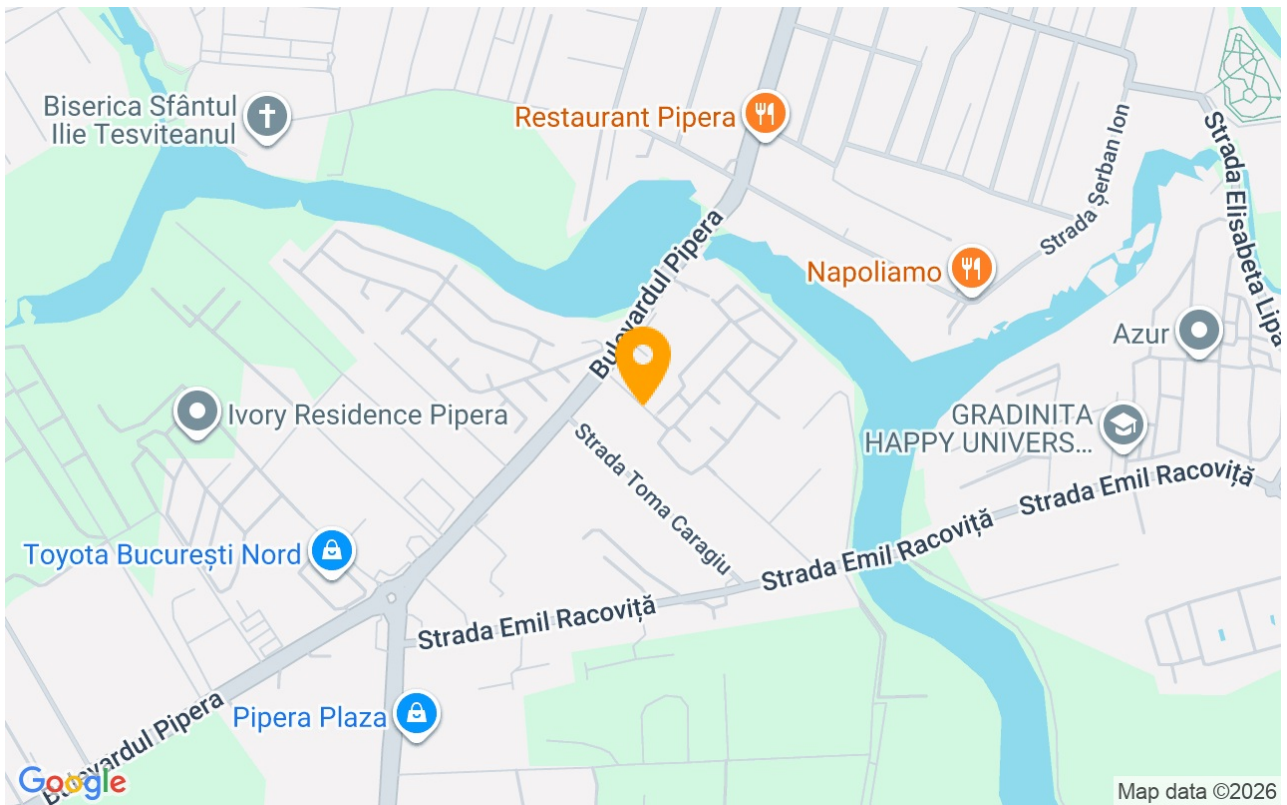 Biserica Sfântul
Ilie Tesviteanul
Restaurant Pipera
Strada Elisabeta Lipa
Strada Șerban Ion
Bulevardul Pipera
Napoliamo
Azur
Ivory Residence Pipera
GRADINITA
HAPPY UNIVERS...
Strada Toma Caragiu
Strada Emil Racoviță
Strada Emil Racoviță
Toyota București Nord
Strada Emil Racoviță
Pipera Plaza
Bulevardul Pipera
Google
Map data ©2026